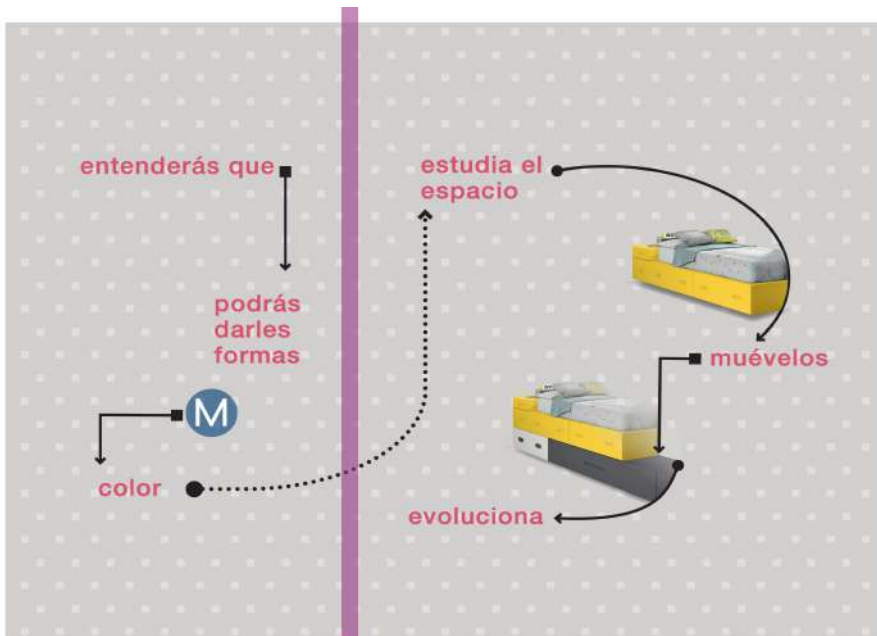 entenderás que
podrás
darles
formas
M
color
estudia el
espacio
muévelos
evoluciona